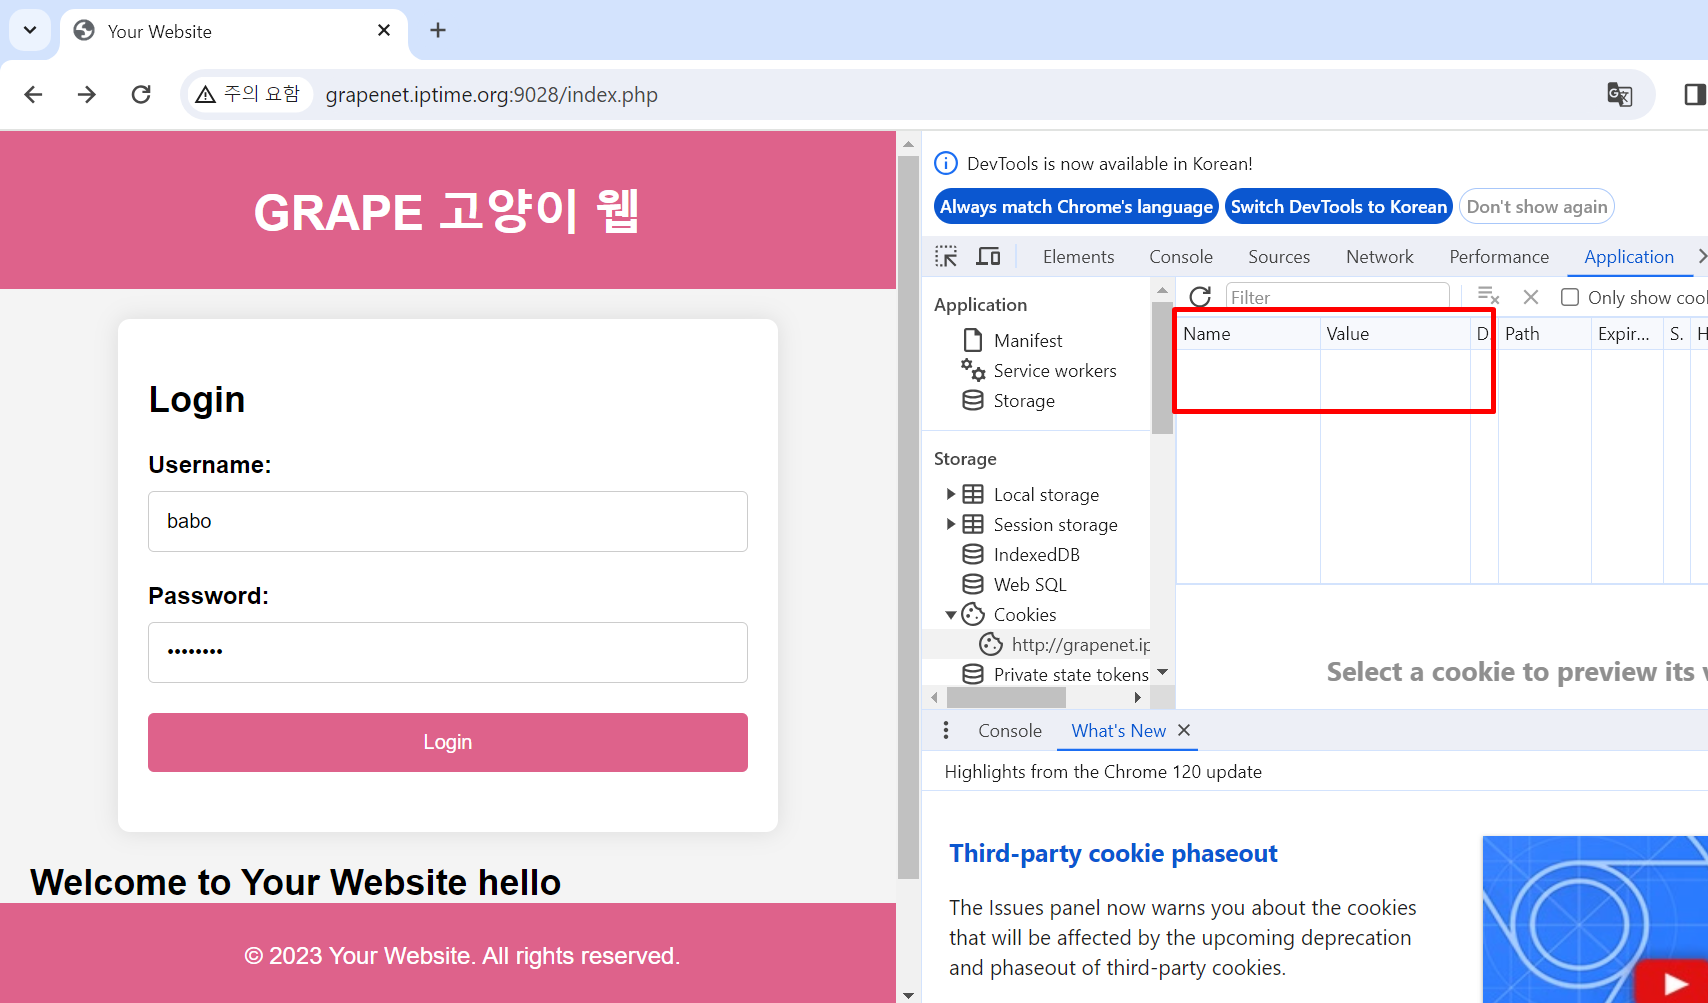 Your Website
주의 요함
grapenet.iptime.org:9028/index.php
GRAPE 고양이 웹
Login
Username:
babo
Password:
••••••••
Login
Welcome to Your Website hello
© 2023 Your Website. All rights reserved.
DevTools is now available in Korean!
Always match Chrome's language
Switch DevTools to Korean
Don't show again
Elements
Console
Sources
Network
Performance
Application
Application
Manifest
Service workers
Storage
Storage
Local storage
Session storage
IndexedDB
Web SQL
Cookies
http://grapenet.ip
Private state tokens
Filter
Only show cook
Name
Value
D.
Path
Expir...
S.
H
Select a cookie to preview its v
Console
What's New
Highlights from the Chrome 120 update
Third-party cookie phaseout
The Issues panel now warns you about the cookies
that will be affected by the upcoming deprecation
and phaseout of third-party cookies.